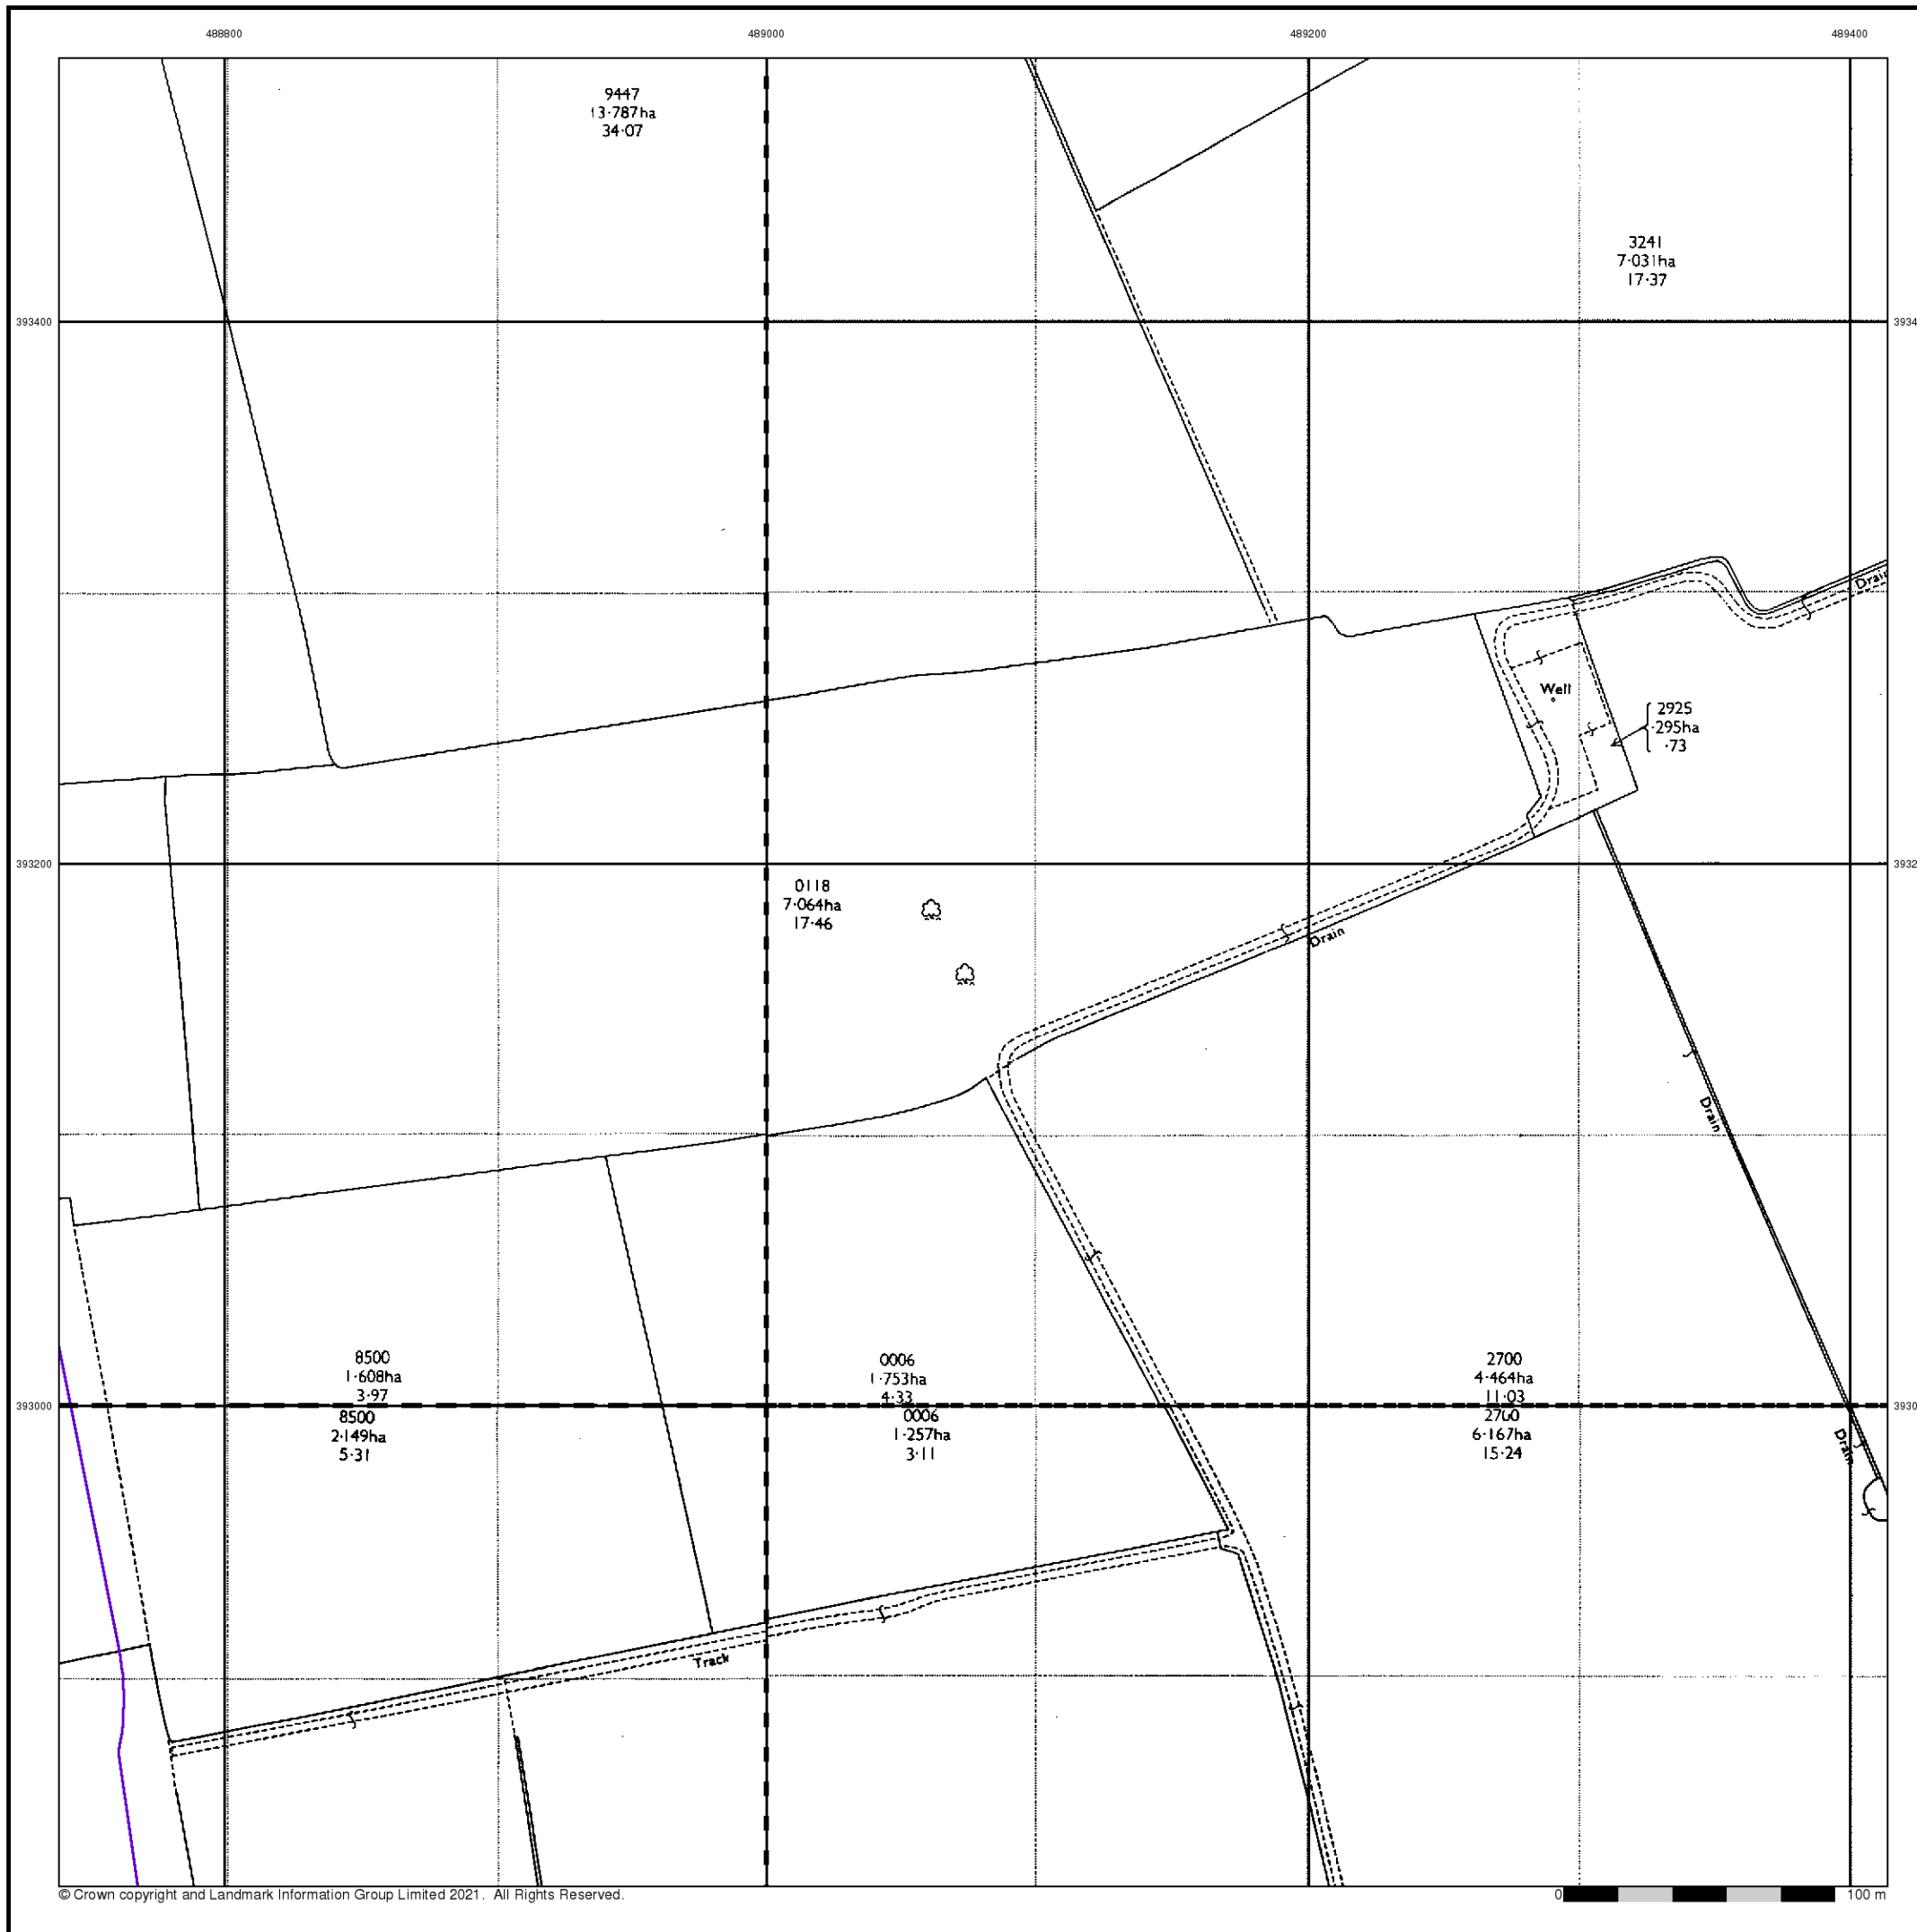 488800
489000
489200
489400
9447
13·787ha
34·07
3241
7·031ha
17·37
393400
3934
Drain
Well
2925
·295ha
·73
393200
3932
0118
7·064ha
17·46
Drain
Drain
8500
1·608ha
3·97
0006
1·753ha
4·33
2700
4·464ha
11·03
393000
3930
8500
2·149ha
5·31
0006
1·257ha
3·11
2700
6·167ha
15·24
Drain
Track
© Crown copyright and Landmark Information Group Limited 2021. All Rights Reserved.
0
100 m